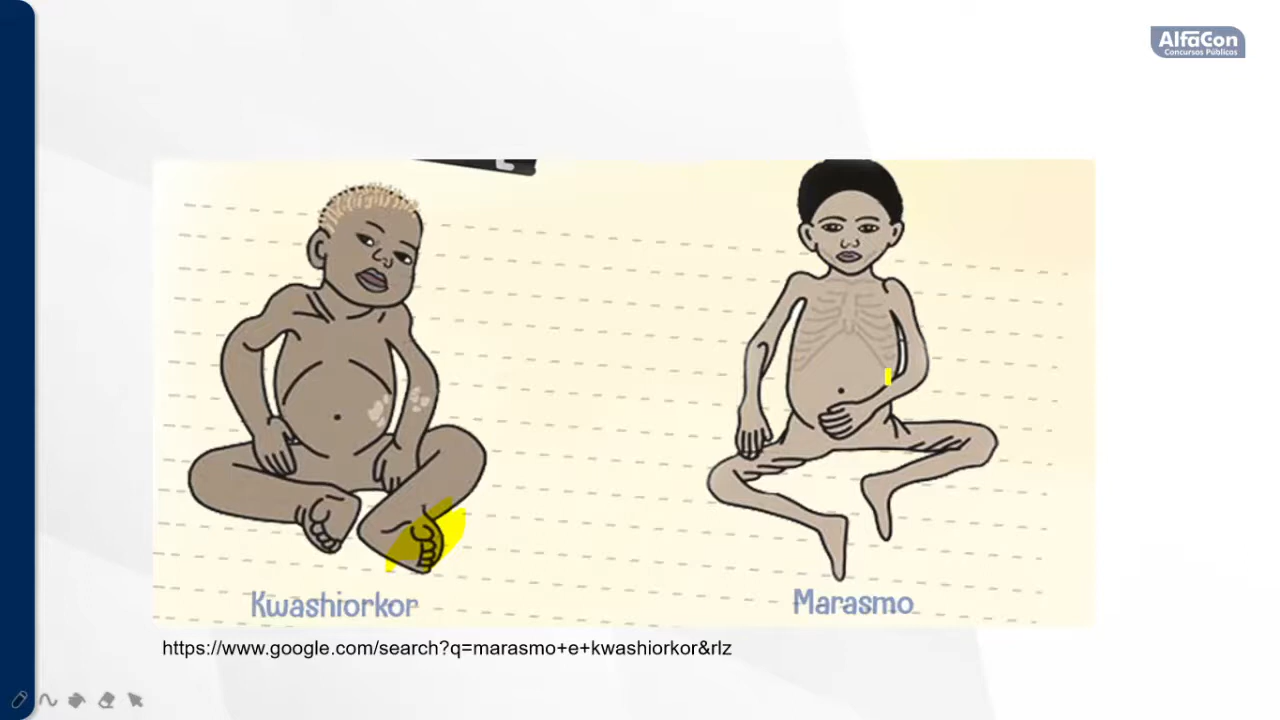 AlfaCon
Concursos Públicos
Kwashiorkor
Marasmo
https://www.google.com/search?q=marasmo+e+kwashiorkor&rlz